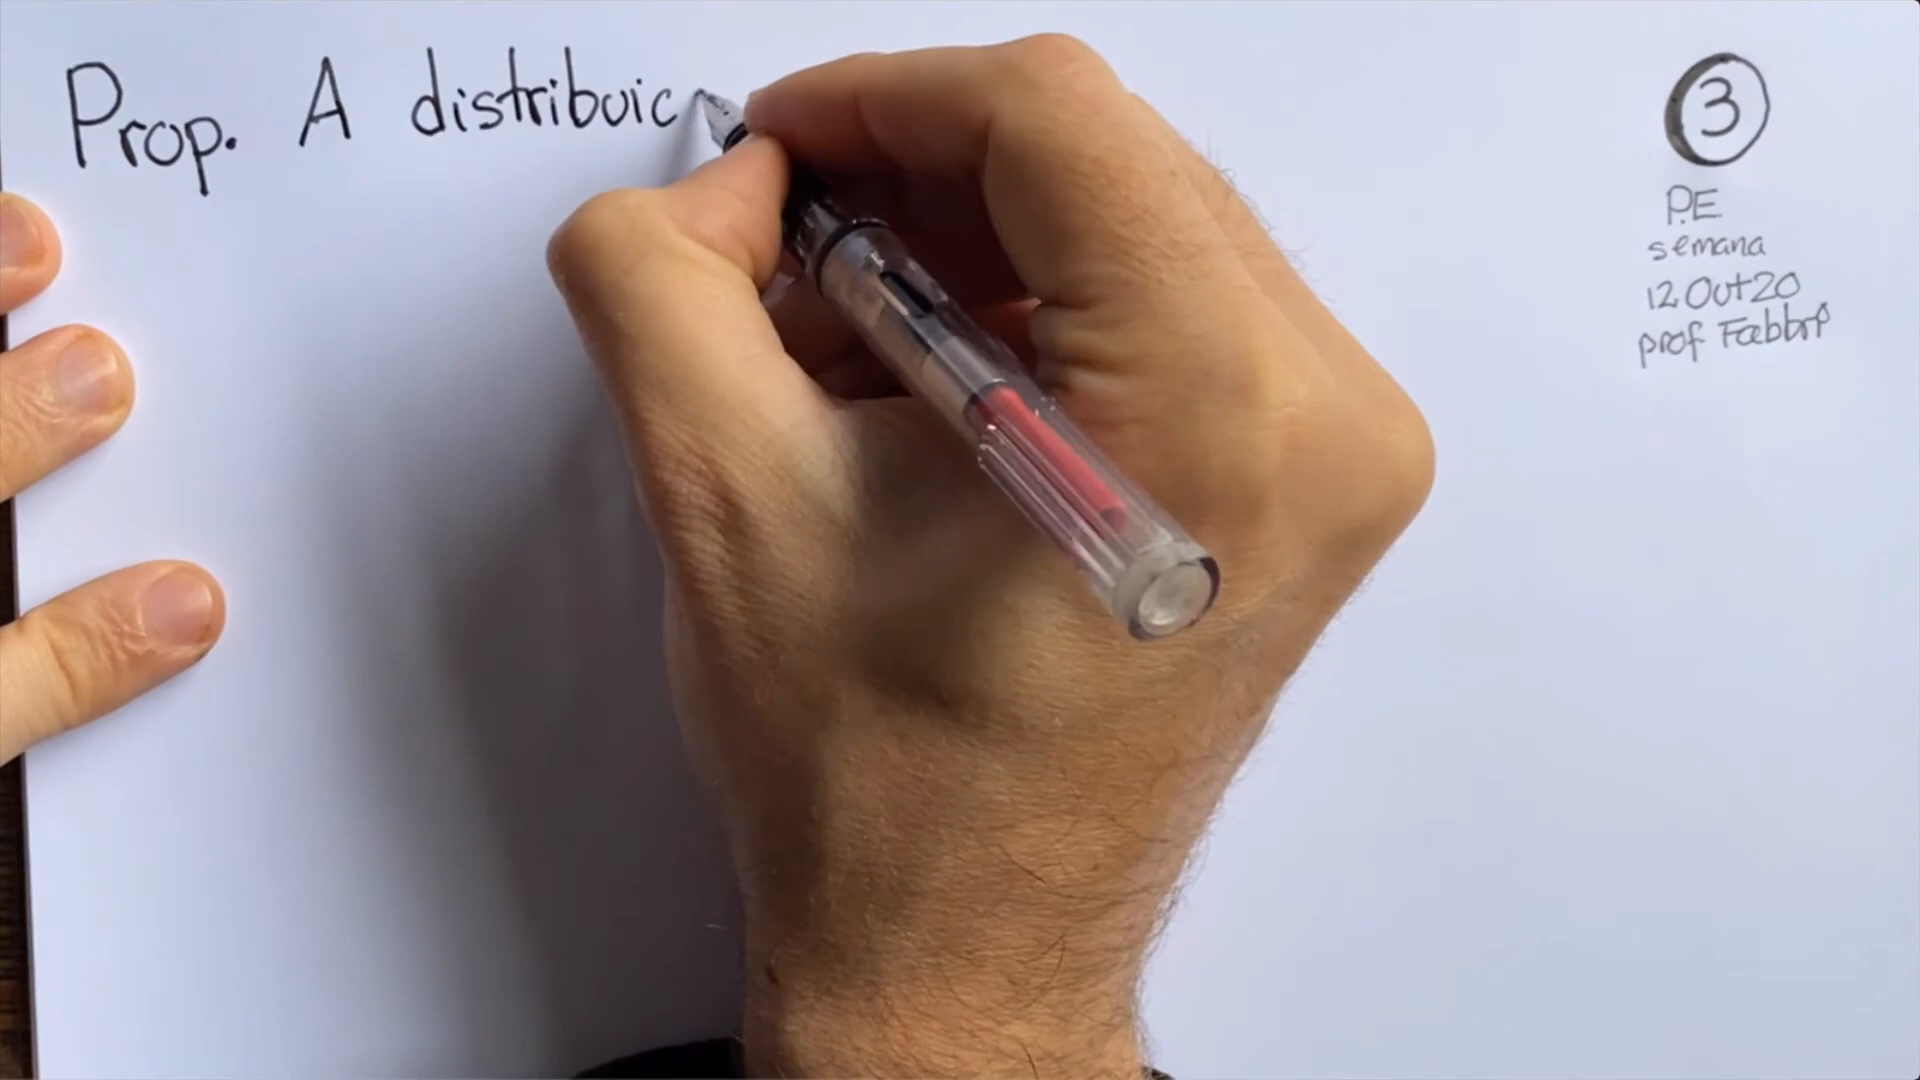 Prop. A distribuic
3
P.E
semana
12 Out 20
prof Fabbri